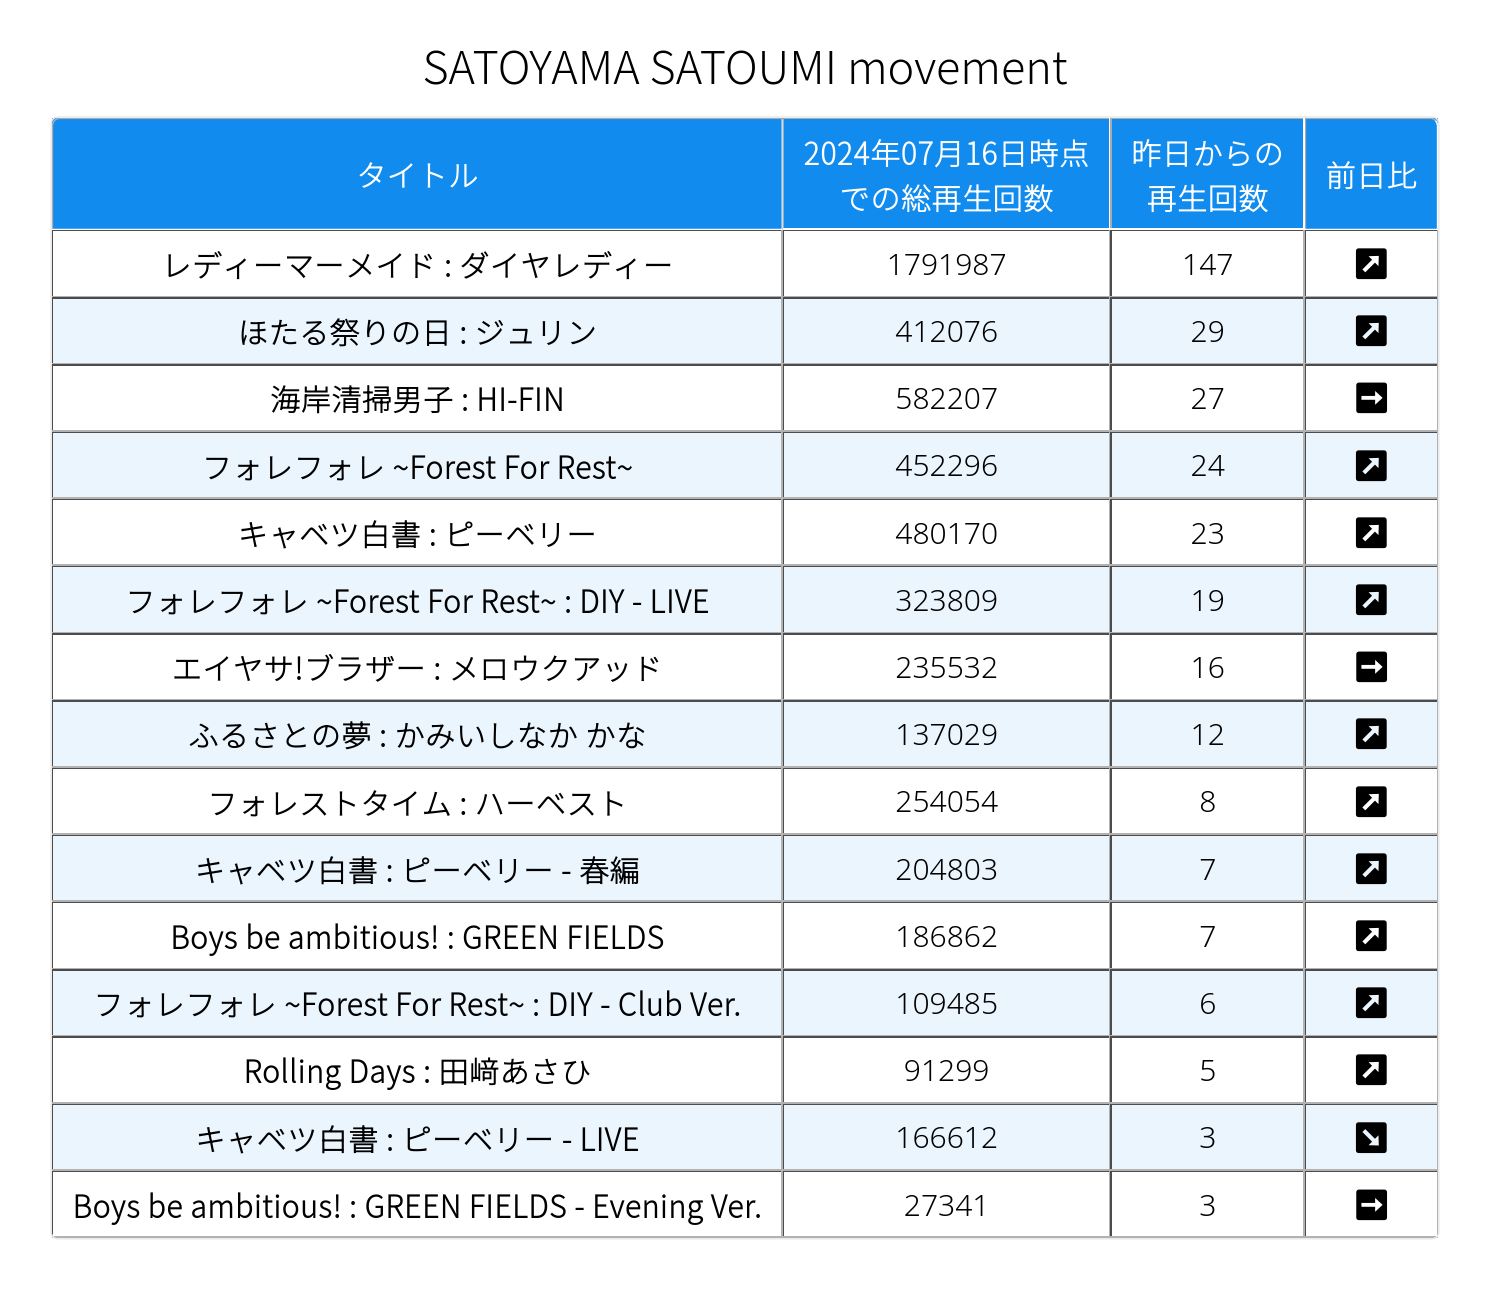 SATOYAMA SATOUMI movement
タイトル 2024年07月16日時点での総再生回数 昨日からの再生回数 前日比
レディーマーメイド : ダイヤレディー 1791987 147 ↗
ほたる祭りの日 : ジュリン 412076 29 ↗
海岸清掃男子 : HI-FIN 582207 27 →
フォレフォレ ~Forest For Rest~ 452296 24 ↗
キャベツ白書 : ピーベリー 480170 23 ↗
フォレフォレ ~Forest For Rest~ : DIY - LIVE 323809 19 ↗
エイヤサ!ブラザー : メロウクアッド 235532 16 →
ふるさとの夢 : かみいしなか かな 137029 12 ↗
フォレストタイム : ハーベスト 254054 8 ↗
キャベツ白書 : ピーベリー - 春編 204803 7 ↗
Boys be ambitious! : GREEN FIELDS 186862 7 ↗
フォレフォレ ~Forest For Rest~ : DIY - Club Ver. 109485 6 ↗
Rolling Days : 田﨑あさひ 91299 5 ↗
キャベツ白書 : ピーベリー - LIVE 166612 3 ↘
Boys be ambitious! : GREEN FIELDS - Evening Ver. 27341 3 →